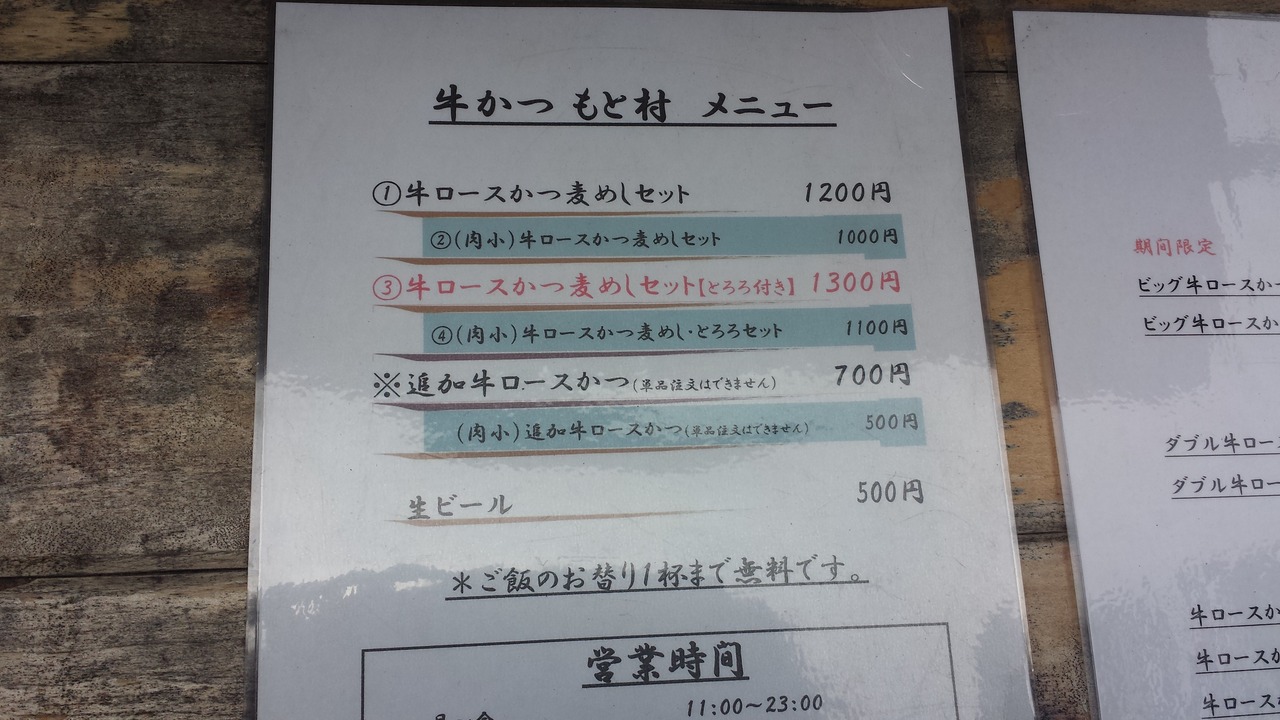 牛かつ もと村 メニュー
①牛ロースかつ麦めしセット 1200円
②(肉小)牛ロースかつ麦めしセット 1000円
③牛ロースかつ麦めしセット【とろろ付き】 1300円
④(肉小)牛ロースかつ麦めし・とろろセット 1100円
※追加牛ロースかつ(単品注文はできません) 700円
(肉小)追加牛ロースかつ(単品注文はできません) 500円
生ビール 500円
＊ご飯のお替り1杯まで無料です。
営業時間
11:00〜23:00
期間限定
ビッグ牛ロースかつ
ビッグ牛ロースか
ダブル牛ロー
ダブル牛ロー
牛ロースか
牛ロースか
牛ロース